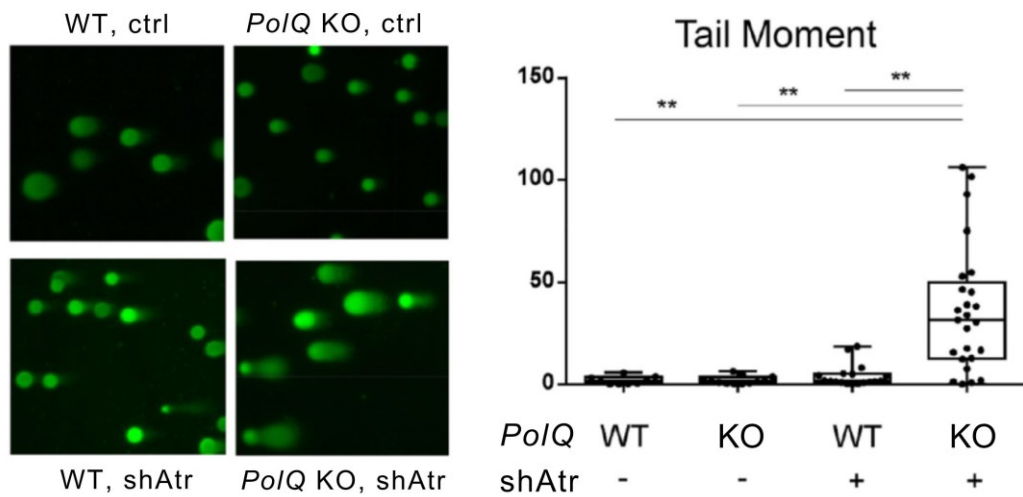 WT, ctrl
PolQ KO, ctrl
WT, shAtr
PolQ KO, shAtr
Tail Moment
150
100
50
0
**
**
**
PolQ WT KO WT KO
shAtr - - + +